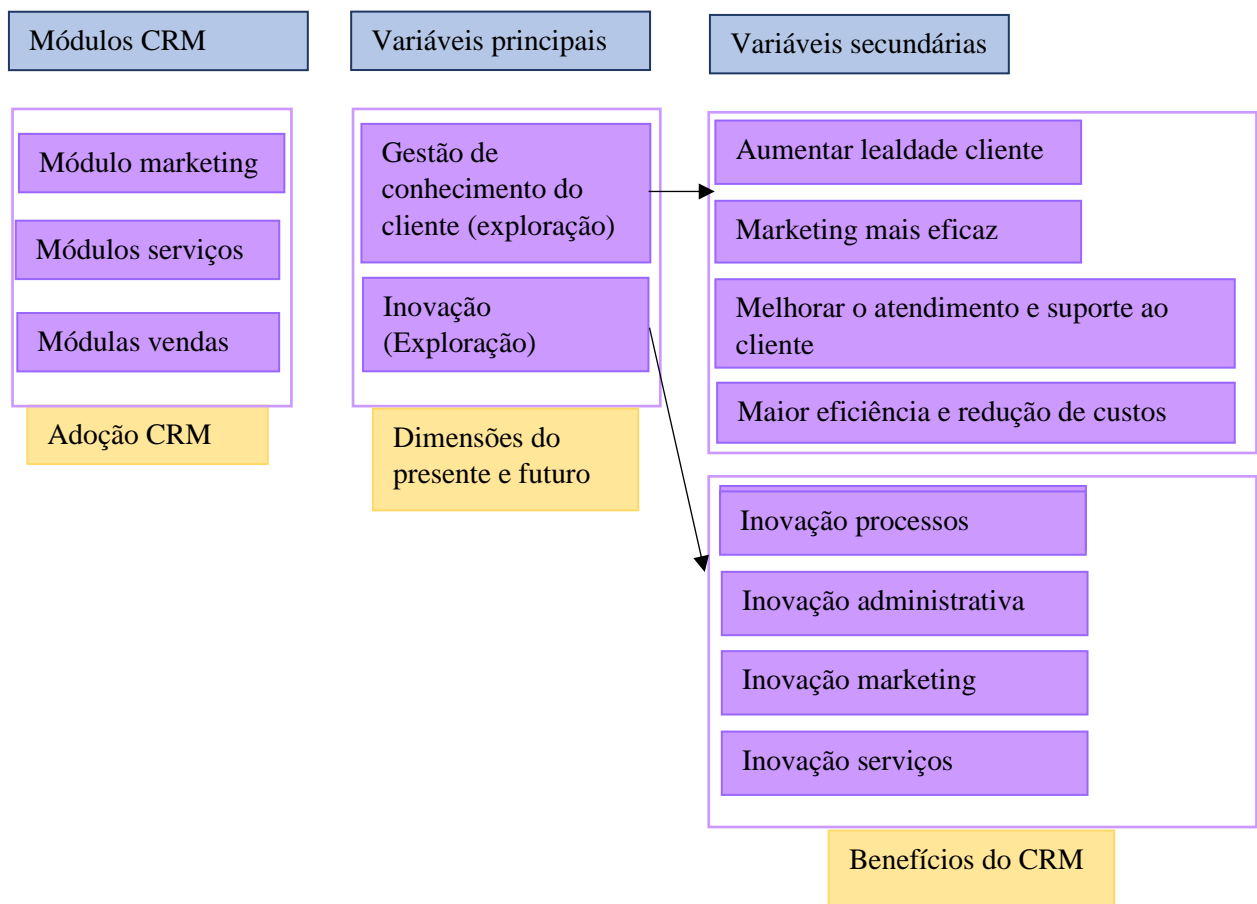 Módulos CRM
Variáveis principais
Variáveis secundárias
Módulo marketing
Módulos serviços
Módulas vendas
Adoção CRM
Gestão de
conhecimento do
cliente (exploração)
Inovação
(Exploração)
Dimensões do
presente e futuro
Aumentar lealdade cliente
Marketing mais eficaz
Melhorar o atendimento e suporte ao
cliente
Maior eficiência e redução de custos
Inovação processos
Inovação administrativa
Inovação marketing
Inovação serviços
Benefícios do CRM